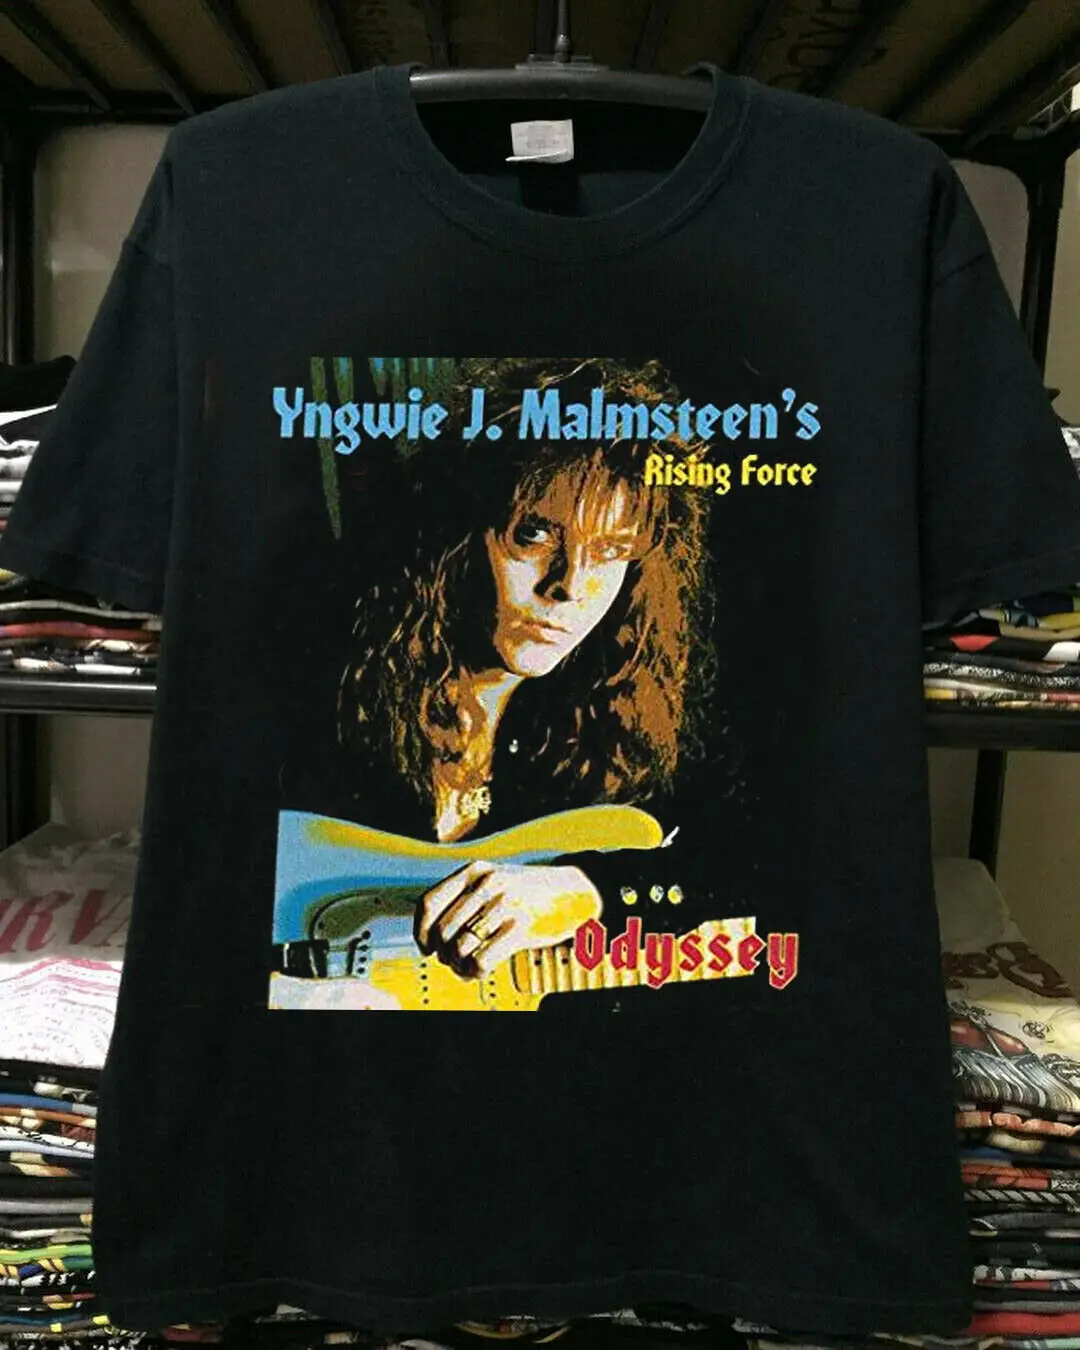 Yngwie J. Malmsteen's
Rising Force
Odyssey